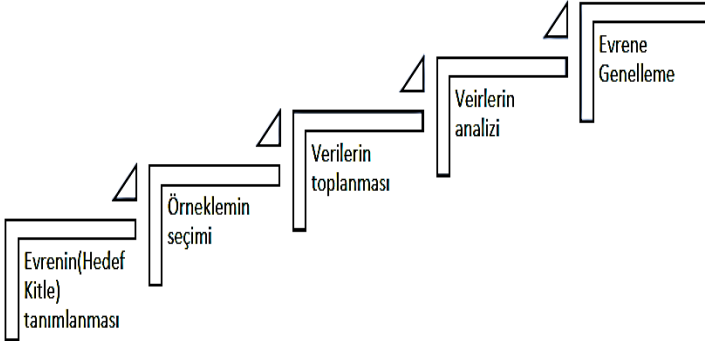 Evrenin(Hedef
Kitle)
tanımlanması
Örneklemin
seçimi
Verilerin
toplanması
Veirlerin
analizi
Evrene
Genelleme